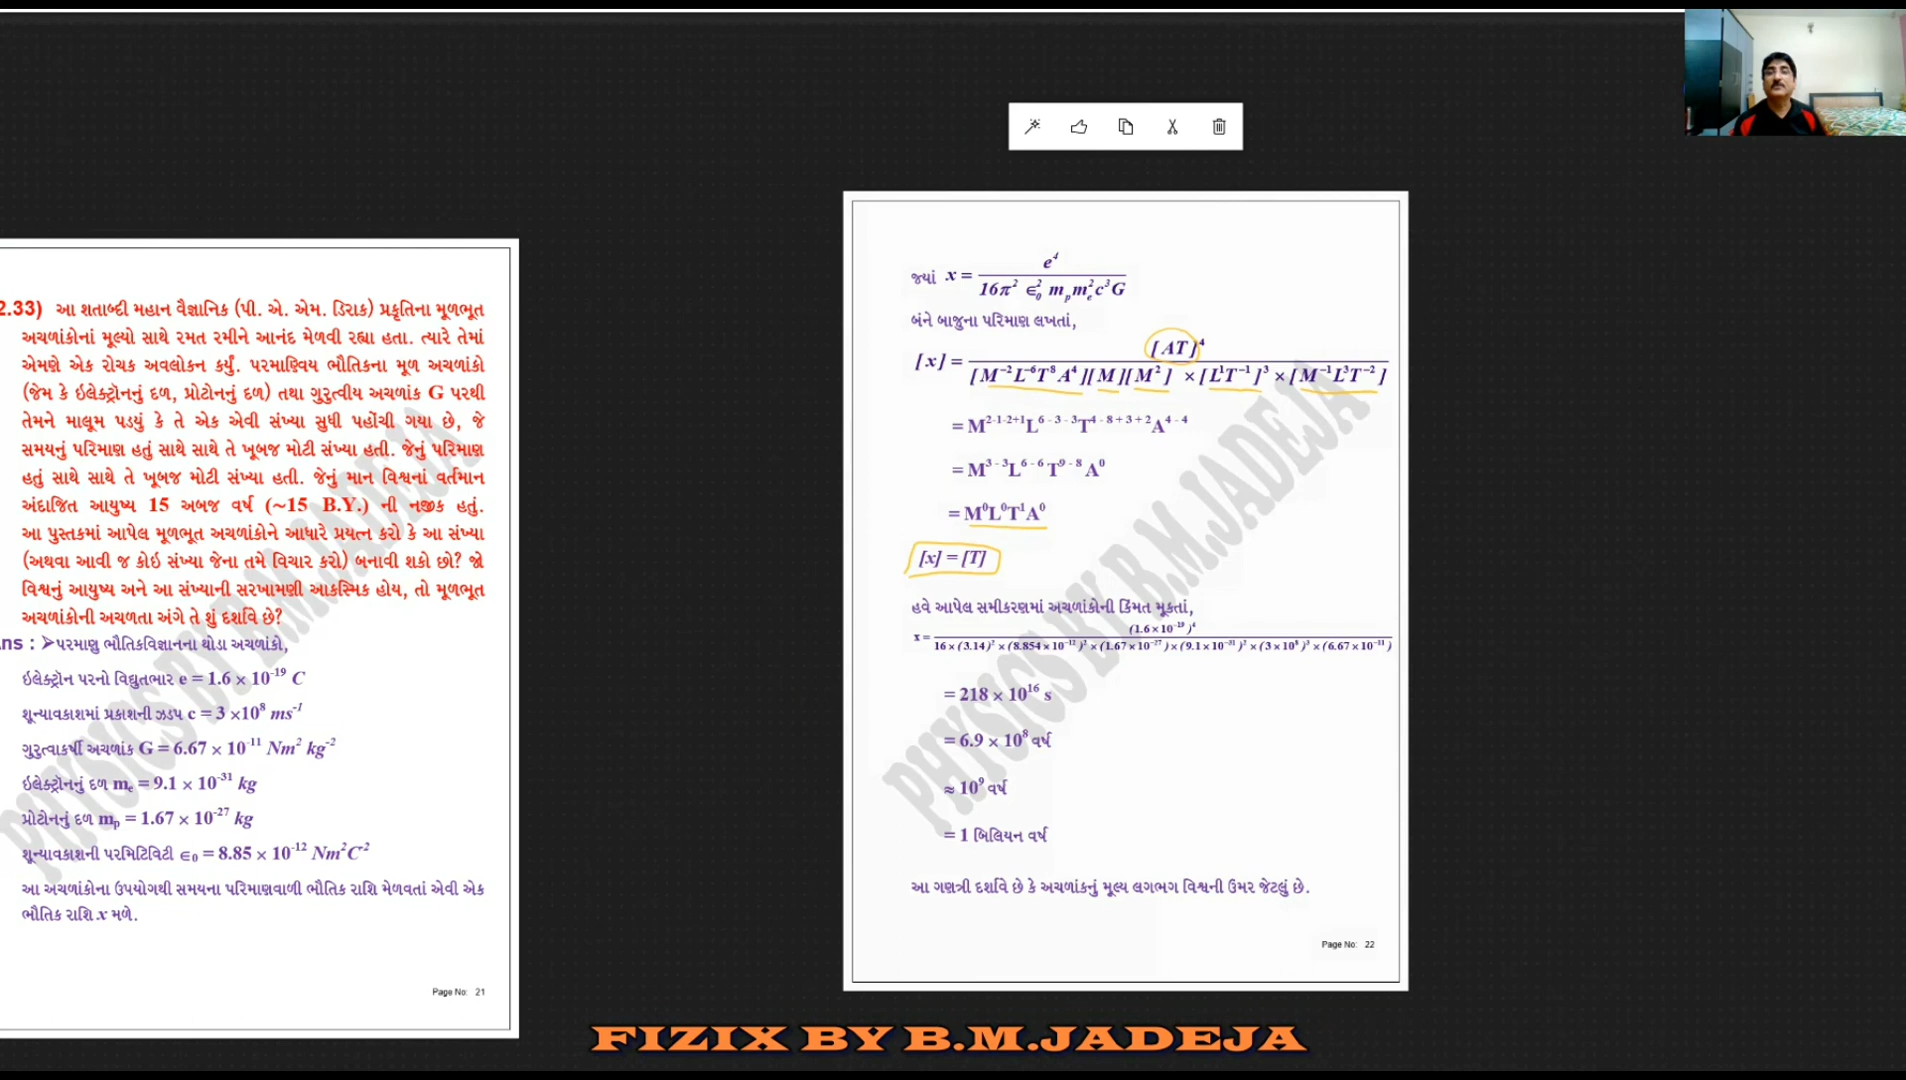 2.33) આ શતાબ્દી મહાન વૈજ્ઞાનિક (પી. એ. એમ. ડિરાક) પ્રકૃતિના મૂળભૂત
અચળાંકોનાં મૂલ્યો સાથે રમત રમીને આનંદ મેળવી રહ્યા હતા. ત્યારે તેમાં
એમણે એક રોચક અવલોકન કર્યું. પરમાણ્વિય ભૌતિકના મૂળ અચળાંકો
(જેમ કે ઇલેક્ટ્રૉનનું દળ, પ્રોટોનનું દળ) તથા ગુરુત્વીય અચળાંક G પરથી
તેમને માલૂમ પડયું કે તે એક એવી સંખ્યા સુધી પહોંચી ગયા છે, જે
સમયનું પરિમાણ હતું સાથે સાથે તે ખૂબજ મોટી સંખ્યા હતી. જેનું પરિમાણ
હતું સાથે સાથે તે ખૂબજ મોટી સંખ્યા હતી. જેનું માન વિશ્વનાં વર્તમાન
અંદાજિત આયુષ્ય 15 અબજ વર્ષ (~15 B.Y.) ની નજીક હતું.
આ પુસ્તકમાં આપેલ મૂળભૂત અચળાંકોને આધારે પ્રયત્ન કરો કે આ સંખ્યા
(અથવા આવી જ કોઇ સંખ્યા જેના તમે વિચાર કરો) બનાવી શકો છો? જો
વિશ્વનું આયુષ્ય અને આ સંખ્યાની સરખામણી આકસ્મિક હોય, તો મૂળભૂત
અચળાંકોની અચળતા અંગે તે શું દર્શાવે છે?
ns : ➢પરમાણુ ભૌતિકવિજ્ઞાનના થોડા અચળાંકો,
ઇલેક્ટ્રૉન પરનો વિદ્યુતભાર e = 1.6 × 10⁻¹⁹ C
શૂન્યાવકાશમાં પ્રકાશની ઝડપ c = 3 ×10⁸ ms⁻¹
ગુરુત્વાકર્ષી અચળાંક G = 6.67 × 10⁻¹¹ Nm² kg⁻²
ઇલેક્ટ્રૉનનું દળ mₑ = 9.1 × 10⁻³¹ kg
પ્રોટોનનું દળ mₚ = 1.67 × 10⁻²⁷ kg
શૂન્યાવકાશની પરમિટિવિટી ∈₀ = 8.85 × 10⁻¹² Nm²C⁻²
આ અચળાંકોના ઉપયોગથી સમયના પરિમાણવાળી ભૌતિક રાશિ મેળવતાં એવી એક
ભૌતિક રાશિ x મળે.
Page No: 21
જ્યાં x = e⁴ / 16π² ∈₀² mₚmₑ²c³G
બંને બાજુના પરિમાણ લખતાં,
[x] = [AT]⁴ / [M⁻²L⁻⁶T⁸A⁴][M][M²] × [L¹T⁻¹]³ × [M⁻¹L³T⁻²]
= M²⁻¹⁻²⁺¹L⁶⁻³⁻³T⁴⁻⁸⁺³⁺²A⁴⁻⁴
= M³⁻³L⁶⁻⁶T⁹⁻⁸A⁰
= M⁰L⁰T¹A⁰
[x] = [T]
હવે આપેલ સમીકરણમાં અચળાંકોની કિંમત મૂકતાં,
x = (1.6×10⁻¹⁹)⁴ / 16×(3.14)²×(8.854×10⁻¹²)²×(1.67×10⁻²⁷)×(9.1×10⁻³¹)²×(3×10⁸)³×(6.67×10⁻¹¹)
= 218 × 10¹⁶ s
= 6.9 × 10⁸ વર્ષ
≈ 10⁹ વર્ષ
= 1 બિલિયન વર્ષ
આ ગણત્રી દર્શાવે છે કે અચળાંકનું મૂલ્ય લગભગ વિશ્વની ઉંમર જેટલું છે.
Page No: 22
PHYSICS BY B.M.JADEJA
PHYSICS BY B.M.JADEJA
FIZIX BY B.M.JADEJA